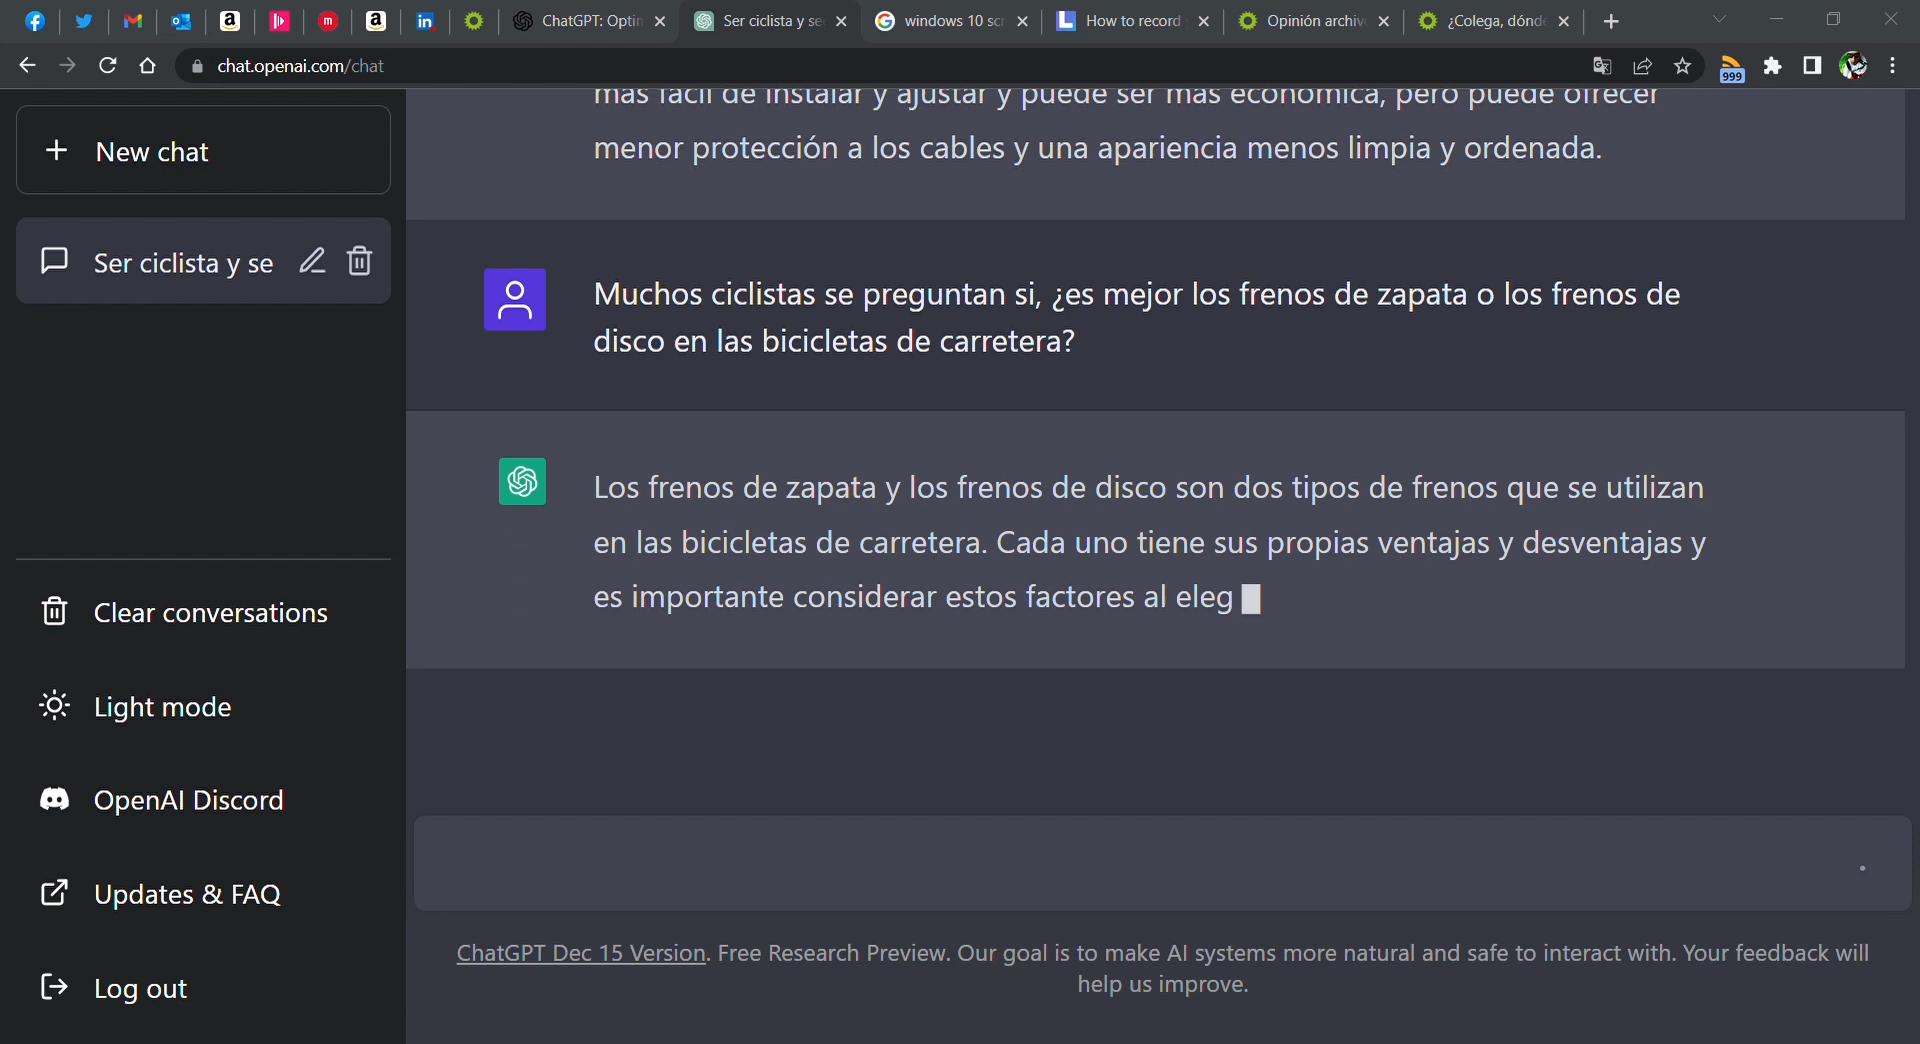 ChatGPT: Optin
Ser ciclista y se
windows 10 scr
How to record
Opinión archiv
¿Colega, dónde
chat.openai.com/chat
999
New chat
Ser ciclista y se
Clear conversations
Light mode
OpenAI Discord
Updates & FAQ
Log out
más fácil de instalar y ajustar y puede ser más económica, pero puede ofrecer
menor protección a los cables y una apariencia menos limpia y ordenada.
Muchos ciclistas se preguntan si, ¿es mejor los frenos de zapata o los frenos de
disco en las bicicletas de carretera?
Los frenos de zapata y los frenos de disco son dos tipos de frenos que se utilizan
en las bicicletas de carretera. Cada uno tiene sus propias ventajas y desventajas y
es importante considerar estos factores al eleg
ChatGPT Dec 15 Version. Free Research Preview. Our goal is to make AI systems more natural and safe to interact with. Your feedback will
help us improve.